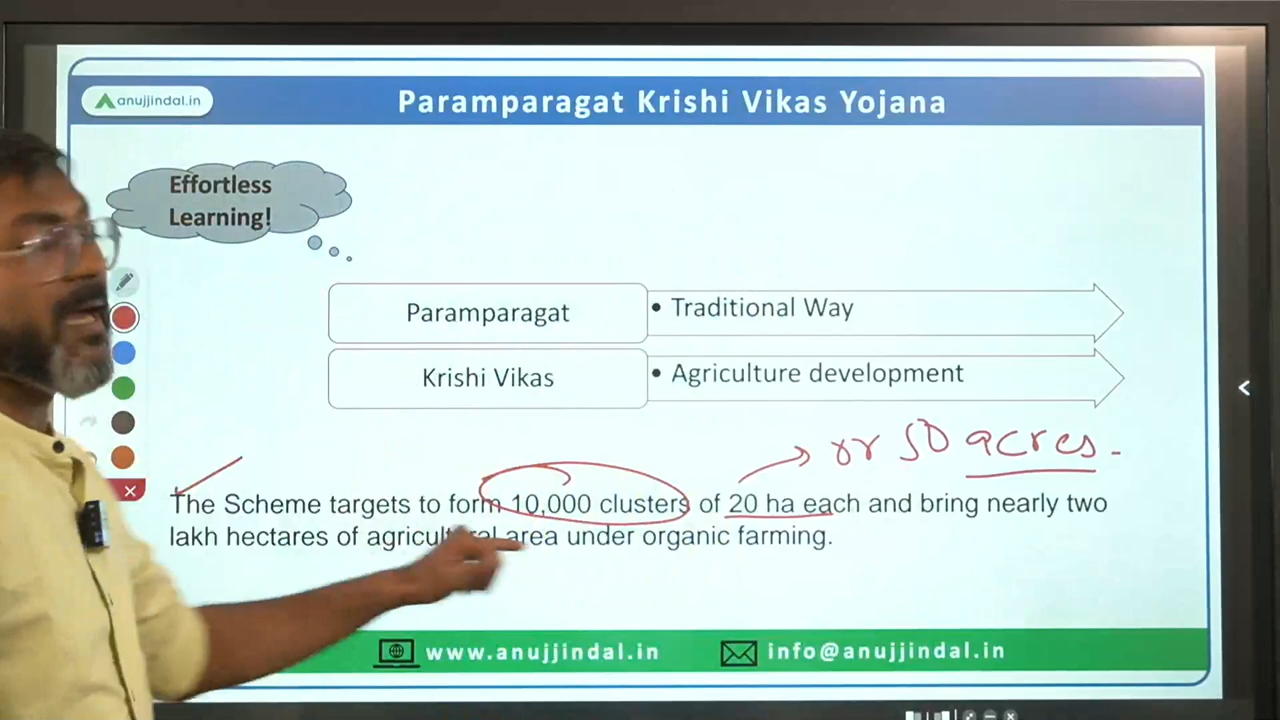 anujjindal.in
Paramparagat Krishi Vikas Yojana
Effortless
Learning!
Paramparagat
• Traditional Way
Krishi Vikas
• Agriculture development
or 50 acres.
The Scheme targets to form 10,000 clusters of 20 ha each and bring nearly two
lakh hectares of agricultural area under organic farming.
www.anujjindal.in
info@anujjindal.in